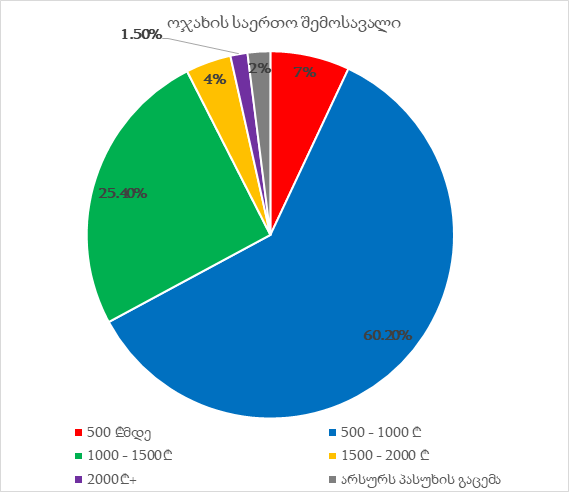 ოჯახის საერთო შემოსავალი
1.50%
2%
7%
4%
25.40%
60.20%
500 ₾მდე
500 - 1000 ₾
1000 - 1500₾
1500 - 2000 ₾
2000₾+
არსურს პასუხის გაცემა